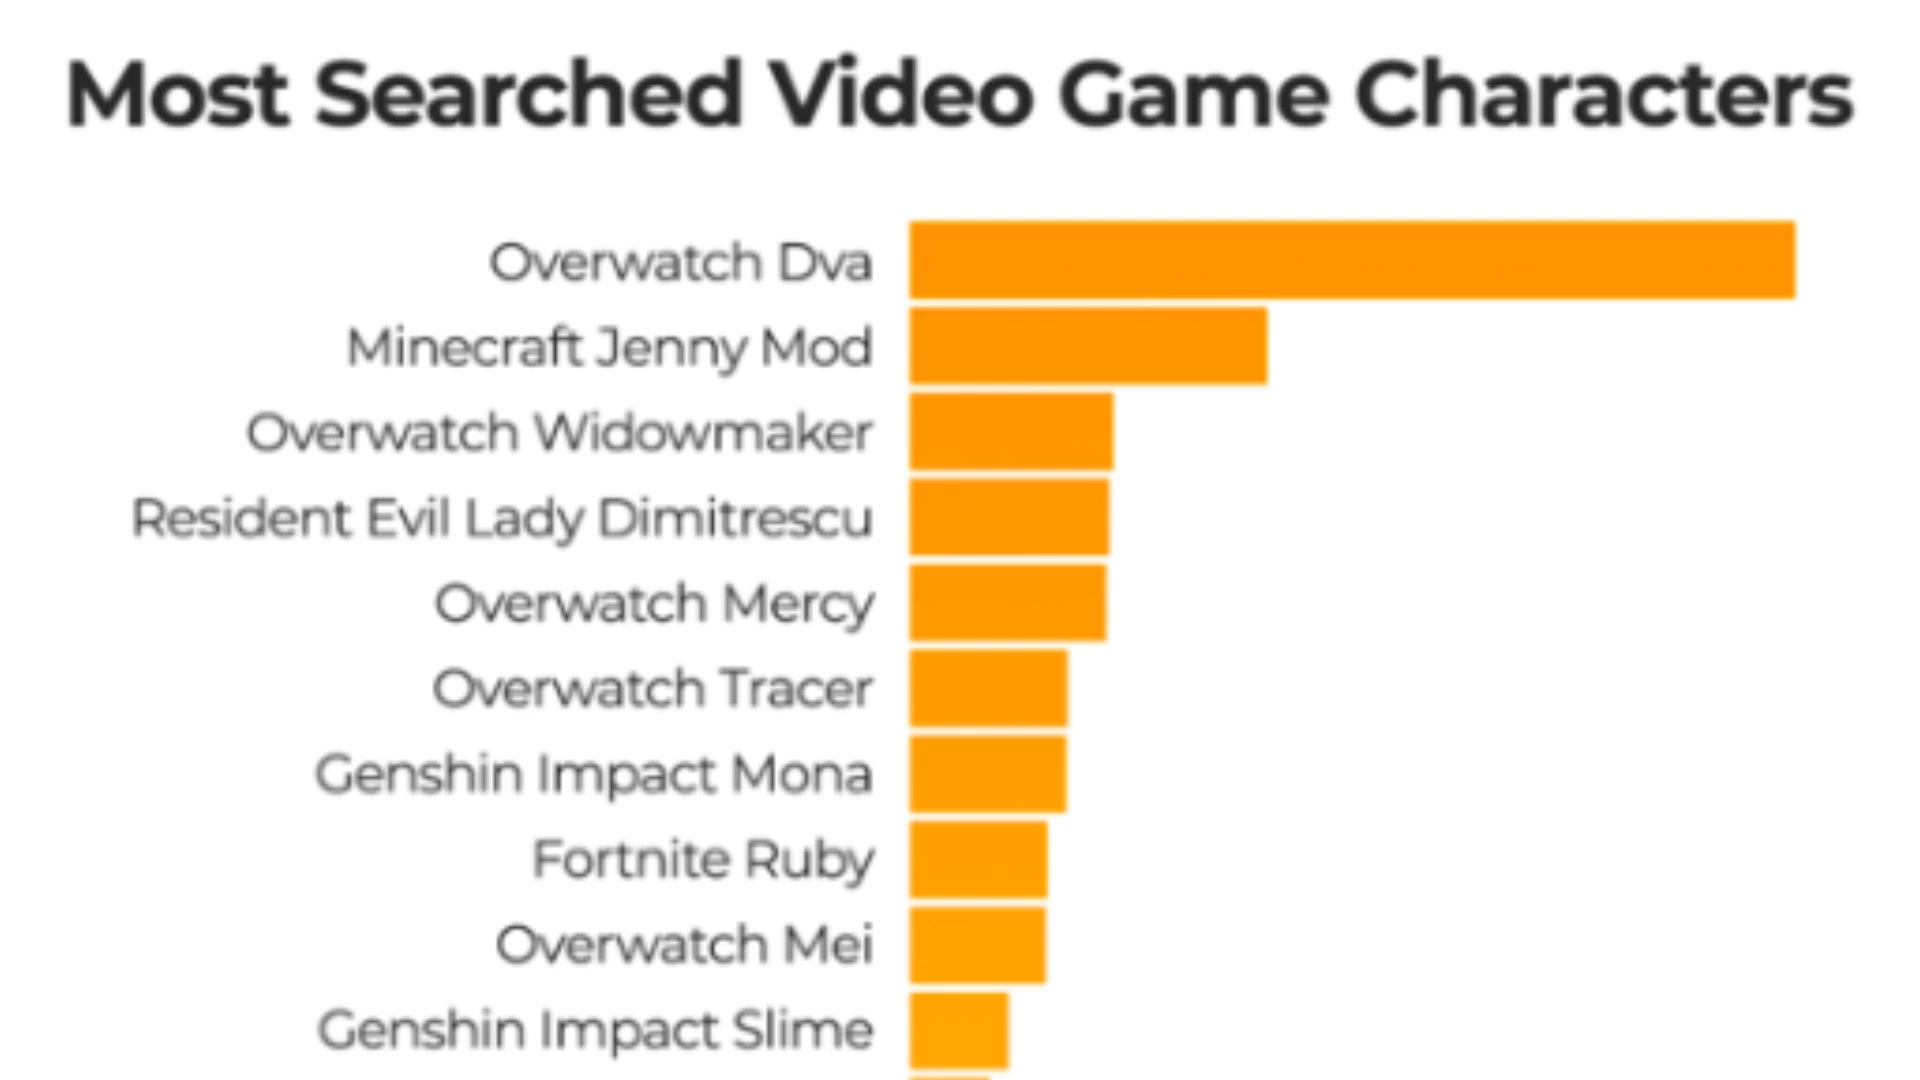 Most Searched Video Game Characters
Overwatch Dva
Minecraft Jenny Mod
Overwatch Widowmaker
Resident Evil Lady Dimitrescu
Overwatch Mercy
Overwatch Tracer
Genshin Impact Mona
Fortnite Ruby
Overwatch Mei
Genshin Impact Slime